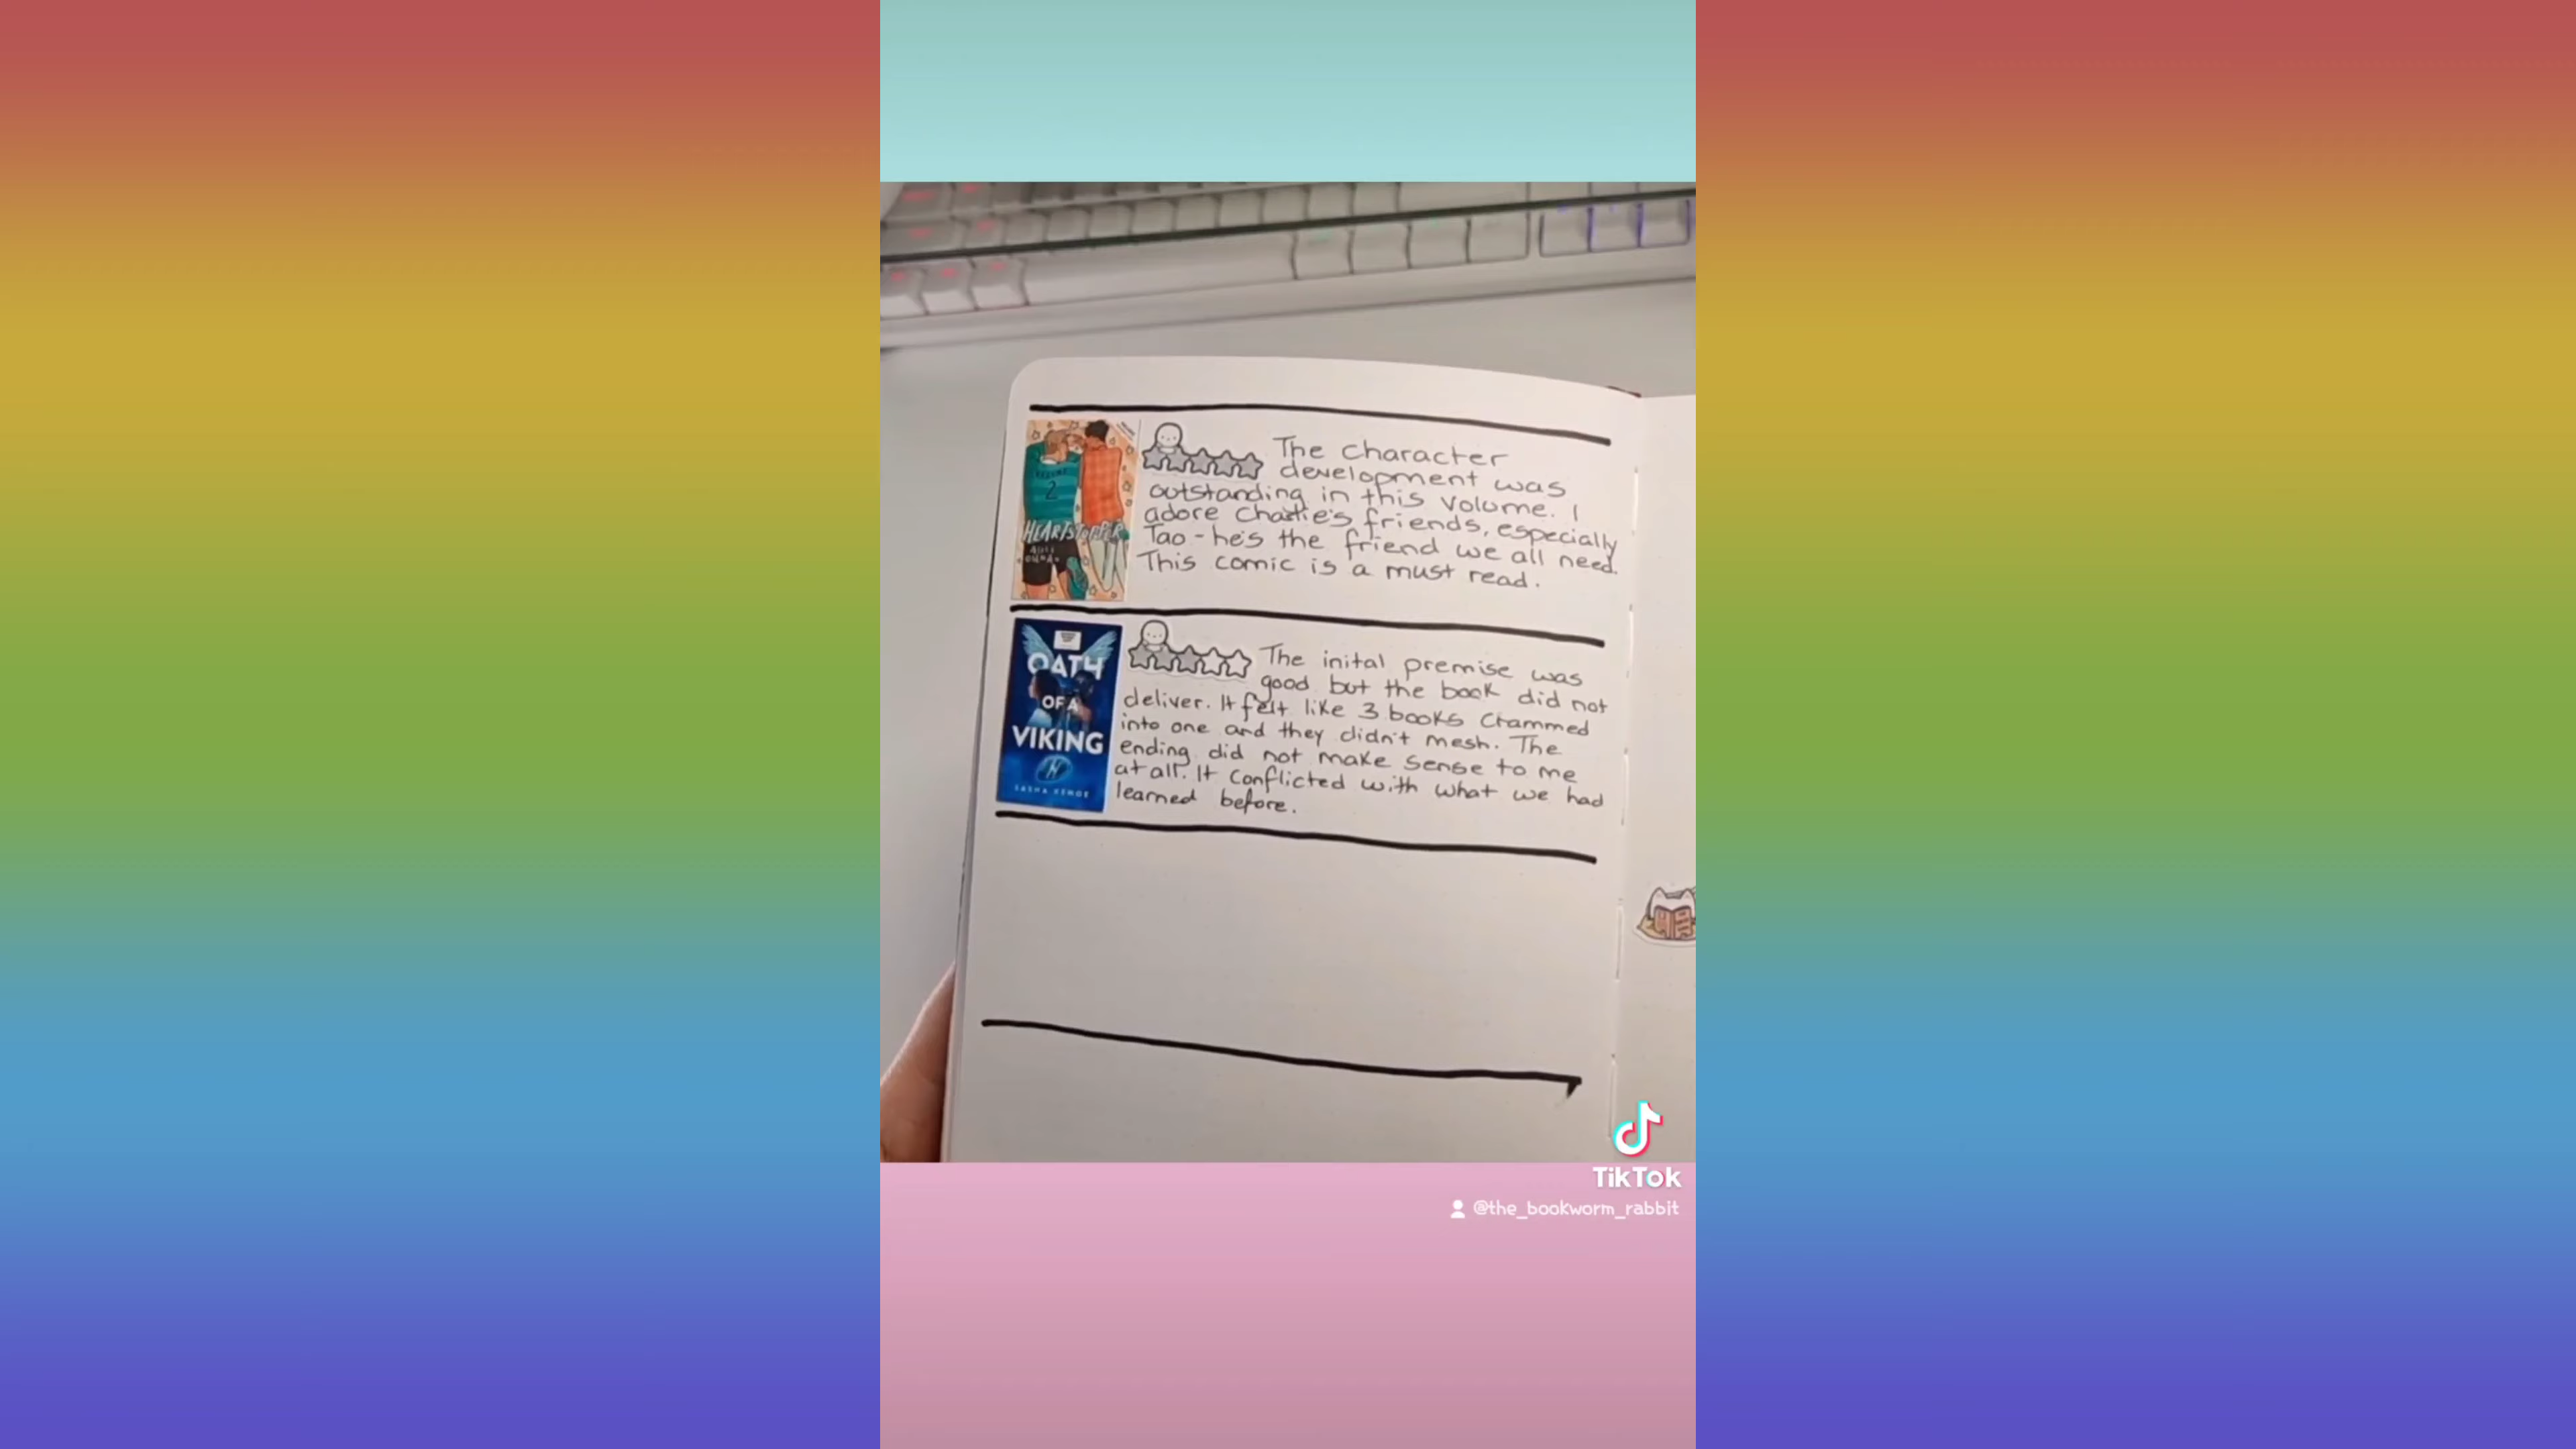 2
HEARTSTOPPER
The Character
development was
outstanding in this volume. I
adore Charlie's friends, especially
Tao - he's the friend we all need.
This comic is a must read.
OATH
OF A
VIKING
The inital premise was
good but the book did not
deliver. It felt like 3 books crammed
into one and they didn't mesh. The
ending did not make sense to me
at all. It conflicted with what we had
learned before.
TikTok
@the_bookworm_rabbit